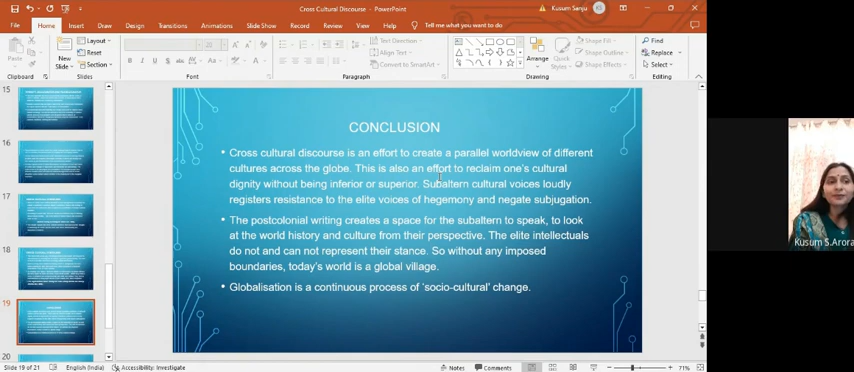 Cross Cultural Discourse - PowerPoint
Kusum Sanju
KS
File
Home
Insert
Draw
Design
Transitions
Animations
Slide Show
Record
Review
View
Help
Tell me what you want to do
Paste
Clipboard
New
Slide
Layout
Reset
Section
Slides
Font
Text Direction
Align Text
Convert to SmartArt
Paragraph
Arrange
Shape Fill
Shape Outline
Shape Effects
Drawing
Find
Replace
Select
Editing
15
16
17
18
19
20
CONCLUSION
• Cross cultural discourse is an effort to create a parallel worldview of different
cultures across the globe. This is also an effort to reclaim one's cultural
dignity without being inferior or superior. Subaltern cultural voices loudly
registers resistance to the elite voices of hegemony and negate subjugation.
• The postcolonial writing creates a space for the subaltern to speak, to look
at the world history and culture from their perspective. The elite intellectuals
do not and can not represent their stance. So without any imposed
boundaries, today's world is a global village.
• Globalisation is a continuous process of 'socio-cultural' change.
Kusum S.Arora
Slide 19 of 21
English (India)
Accessibility: Investigate
Notes
Comments
71%